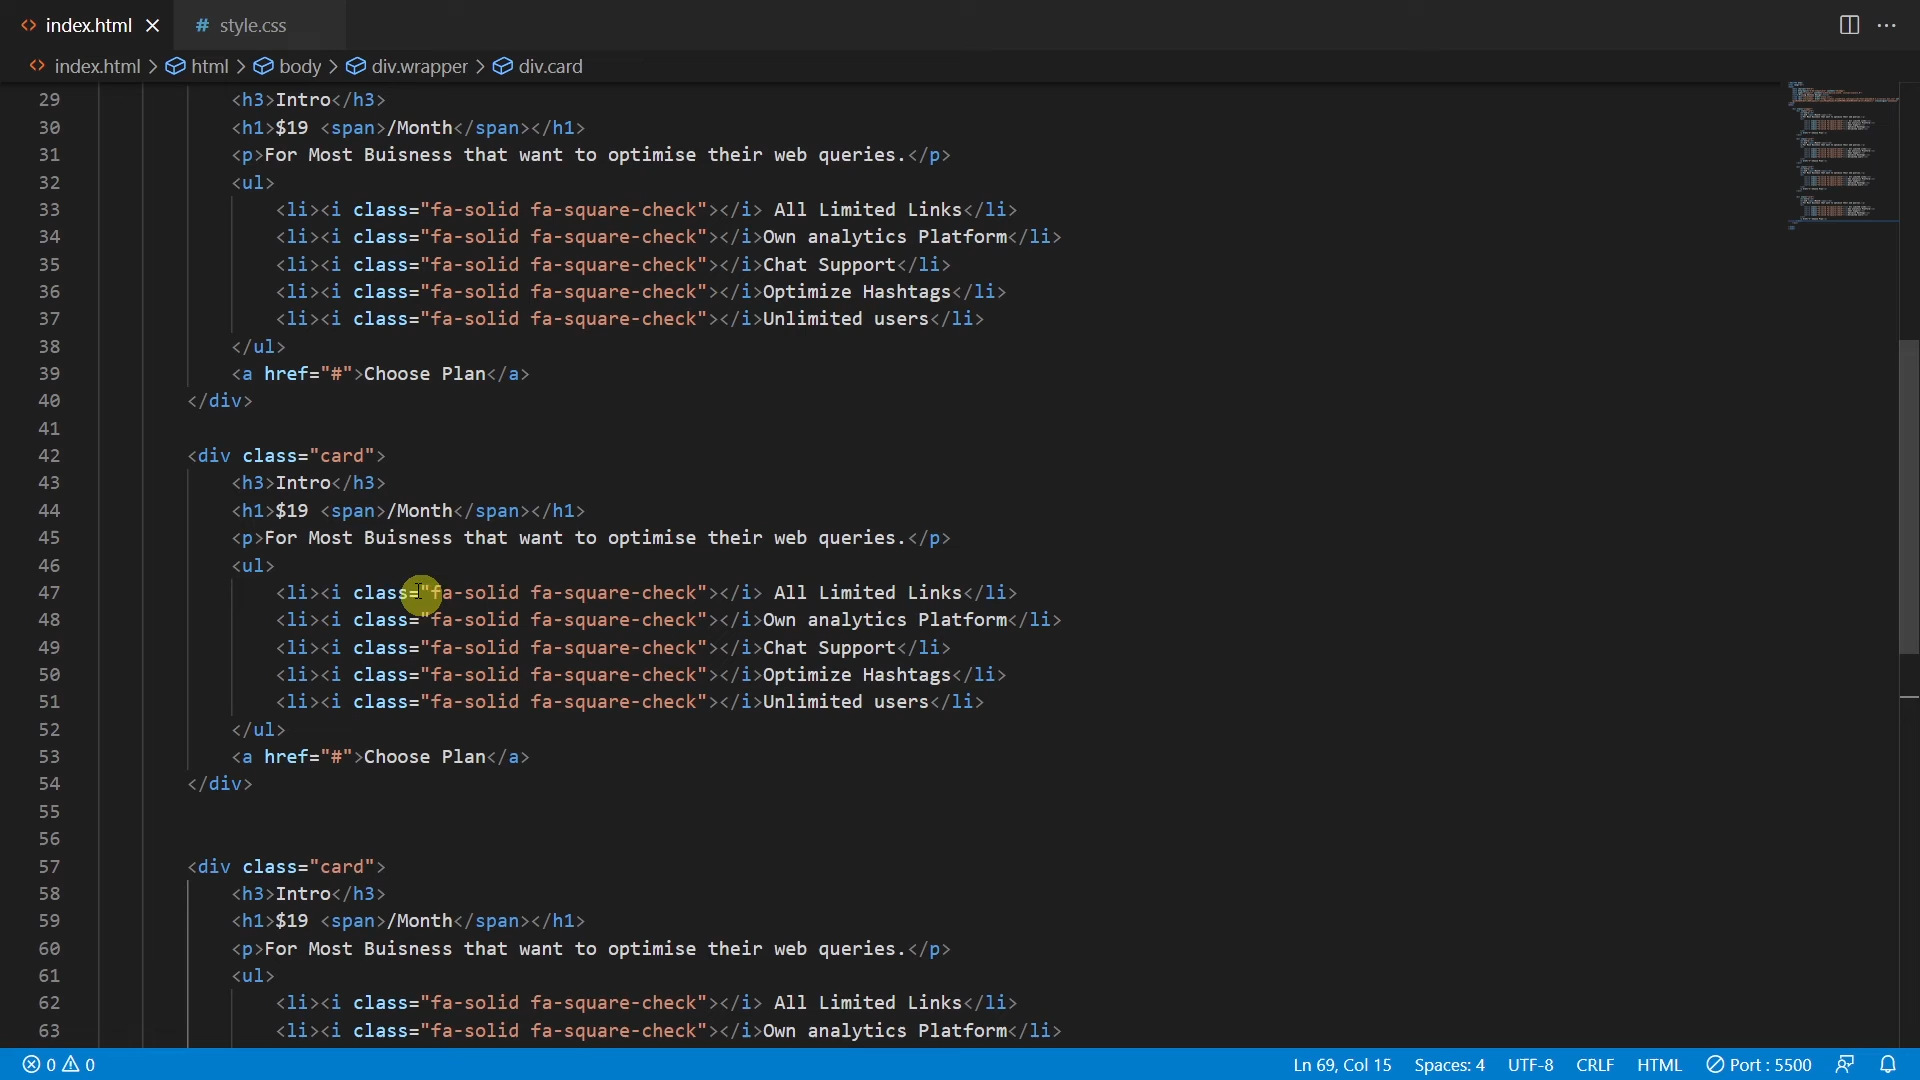 index.html
style.css
index.html > html > body > div.wrapper > div.card
29 <h3>Intro</h3>
30 <h1>$19 <span>/Month</span></h1>
31 <p>For Most Buisness that want to optimise their web queries.</p>
32 <ul>
33 <li><i class="fa-solid fa-square-check"></i> All Limited Links</li>
34 <li><i class="fa-solid fa-square-check"></i>Own analytics Platform</li>
35 <li><i class="fa-solid fa-square-check"></i>Chat Support</li>
36 <li><i class="fa-solid fa-square-check"></i>Optimize Hashtags</li>
37 <li><i class="fa-solid fa-square-check"></i>Unlimited users</li>
38 </ul>
39 <a href="#">Choose Plan</a>
40 </div>
41
42 <div class="card">
43 <h3>Intro</h3>
44 <h1>$19 <span>/Month</span></h1>
45 <p>For Most Buisness that want to optimise their web queries.</p>
46 <ul>
47 <li><i class="fa-solid fa-square-check"></i> All Limited Links</li>
48 <li><i class="fa-solid fa-square-check"></i>Own analytics Platform</li>
49 <li><i class="fa-solid fa-square-check"></i>Chat Support</li>
50 <li><i class="fa-solid fa-square-check"></i>Optimize Hashtags</li>
51 <li><i class="fa-solid fa-square-check"></i>Unlimited users</li>
52 </ul>
53 <a href="#">Choose Plan</a>
54 </div>
55
56
57 <div class="card">
58 <h3>Intro</h3>
59 <h1>$19 <span>/Month</span></h1>
60 <p>For Most Buisness that want to optimise their web queries.</p>
61 <ul>
62 <li><i class="fa-solid fa-square-check"></i> All Limited Links</li>
63 <li><i class="fa-solid fa-square-check"></i>Own analytics Platform</li>
0 0 Ln 69, Col 15 Spaces: 4 UTF-8 CRLF HTML Port : 5500